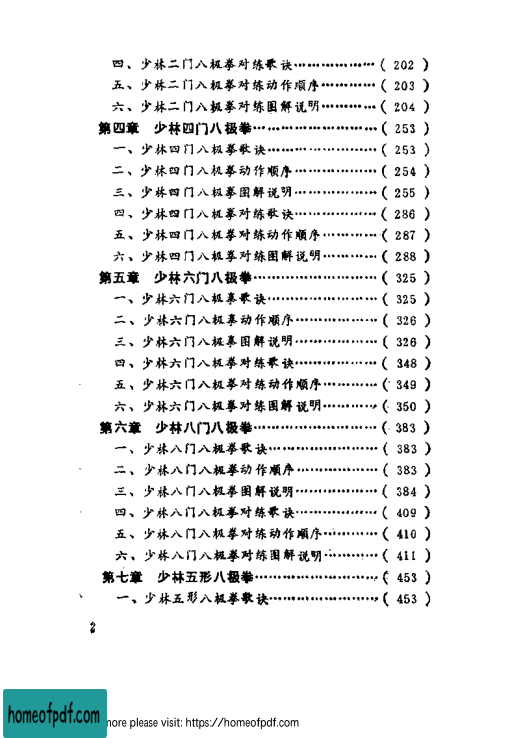 四、少林二门八极拳对练歌诀………………( 202 )
五、少林二门八极拳对练动作顺序…………( 203 )
六、少林二门八极拳对练图解说明…………( 204 )
第四章 少林四门八极拳………………………( 253 )
一、少林四门八极拳歌诀……………………( 253 )
二、少林四门八极拳动作顺序………………( 254 )
三、少林四门八极拳图解说明………………( 255 )
四、少林四门八极拳对练歌诀………………( 286 )
五、少林四门八极拳对练动作顺序…………( 287 )
六、少林四门八极拳对练图解说明…………( 288 )
第五章 少林六门八极拳………………………( 325 )
一、少林六门八极拳歌诀……………………( 325 )
二、少林六门八极拳动作顺序………………( 326 )
三、少林六门八极拳图解说明………………( 326 )
四、少林六门八极拳对练歌诀………………( 348 )
五、少林六门八极拳对练动作顺序…………( 349 )
六、少林六门八极拳对练图解说明…………( 350 )
第六章 少林八门八极拳………………………( 383 )
一、少林八门八极拳歌诀……………………( 383 )
二、少林八门八极拳动作顺序………………( 383 )
三、少林八门八极拳图解说明………………( 384 )
四、少林八门八极拳对练歌诀………………( 409 )
五、少林八门八极拳对练动作顺序…………( 410 )
六、少林八门八极拳对练图解说明…………( 411 )
第七章 少林五形八极拳………………………( 453 )
一、少林五形八极拳歌诀……………………( 453 )
2
homeofpdf.com
more please visit: https://homeofpdf.com